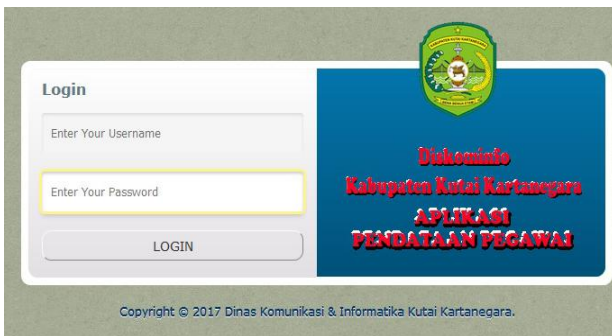 Login
Enter Your Username
Enter Your Password
LOGIN
Diskominfo
Kabupaten Kutai Kartanegara
APLIKASI
PENDATAAN PEGAWAI
Copyright © 2017 Dinas Komunikasi & Informatika Kutai Kartanegara.